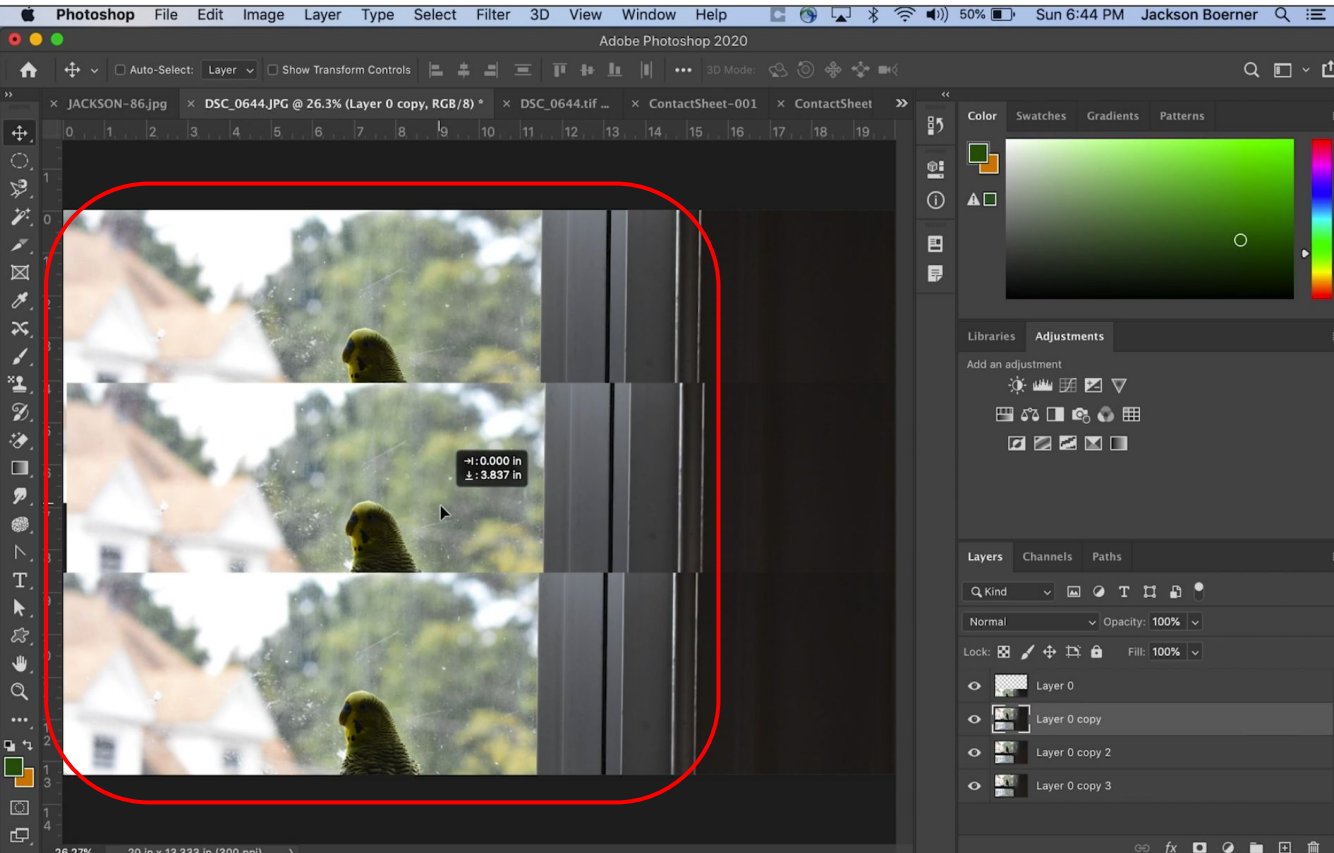 Photoshop File Edit Image Layer Type Select Filter 3D View Window Help 50% Sun 6:44 PM Jackson Boerner
Adobe Photoshop 2020
Auto-Select: Layer Show Transform Controls 3D Mode:
× JACKSON-86.jpg × DSC_0644.JPG @ 26.3% (Layer 0 copy, RGB/8) * × DSC_0644.tif ... × ContactSheet-001 × ContactSheet
Color Swatches Gradients Patterns
0 1 2 3 4 5 6 7 8 9 10 11 12 13 14 15 16 17 18 19
Libraries Adjustments
Add an adjustment
: 0.000 in
: 3.837 in
Layers Channels Paths
Kind
Normal Opacity: 100%
Lock: Fill: 100%
Layer 0
Layer 0 copy
Layer 0 copy 2
Layer 0 copy 3
fx
26.27% 20 in x 13.333 in (300 ppi)